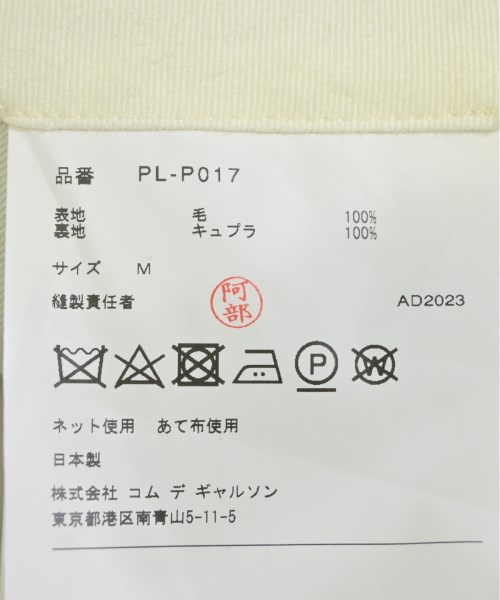 品番 PL-P017
表地 毛 100%
裏地 キュプラ 100%
サイズ M
縫製責任者 阿部 AD2023
P W
ネット使用 あて布使用
日本製
株式会社 コム デ ギャルソン
東京都港区南青山5-11-5